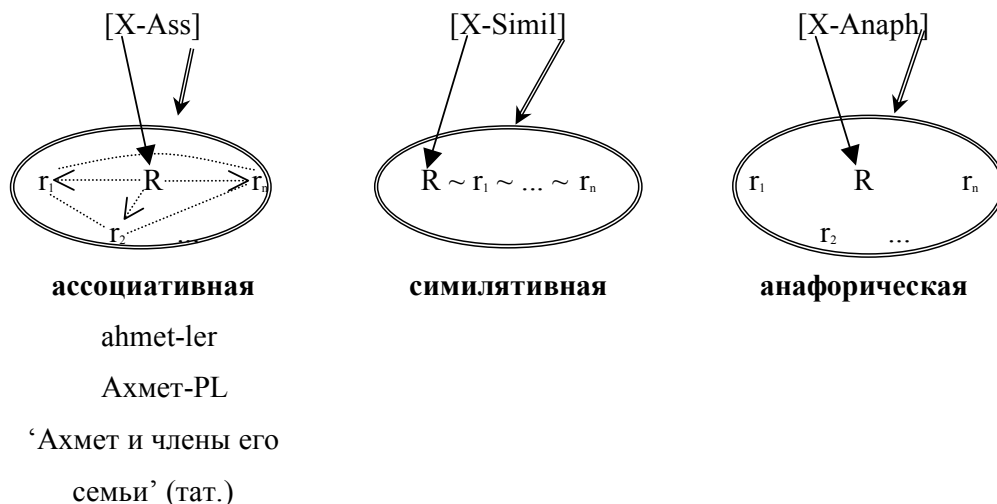 [X-Ass] [X-Simil] [X-Anaph]
r₁ R rₙ R ~ r₁ ~ ... ~ rₙ r₁ R rₙ
r₂ ... r₂ ...
ассоциативная симилятивная анафорическая
ahmet-ler
Ахмет-PL
‘Ахмет и члены его
семьи’ (тат.)